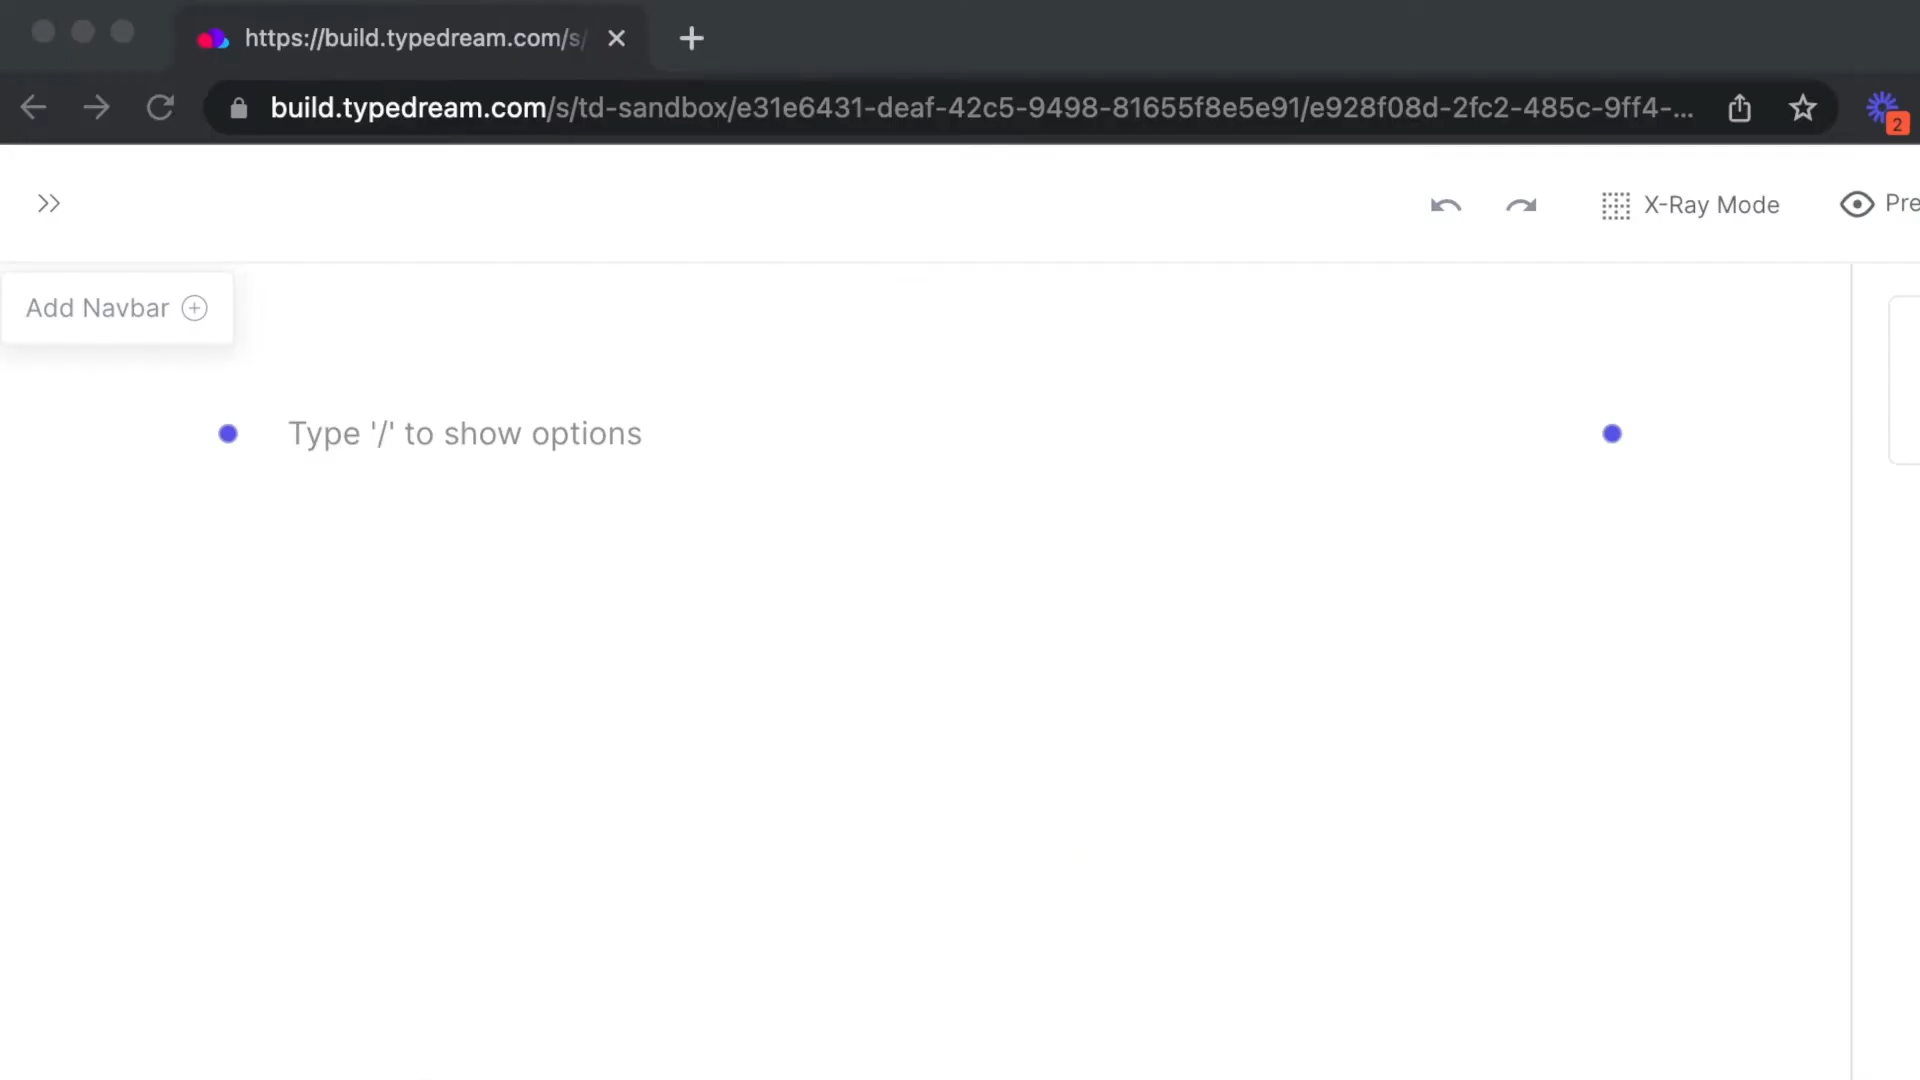 https://build.typedream.com/s/
build.typedream.com/s/td-sandbox/e31e6431-deaf-42c5-9498-81655f8e5e91/e928f08d-2fc2-485c-9ff4-...
2
X-Ray Mode
Pre
Add Navbar
Type '/' to show options